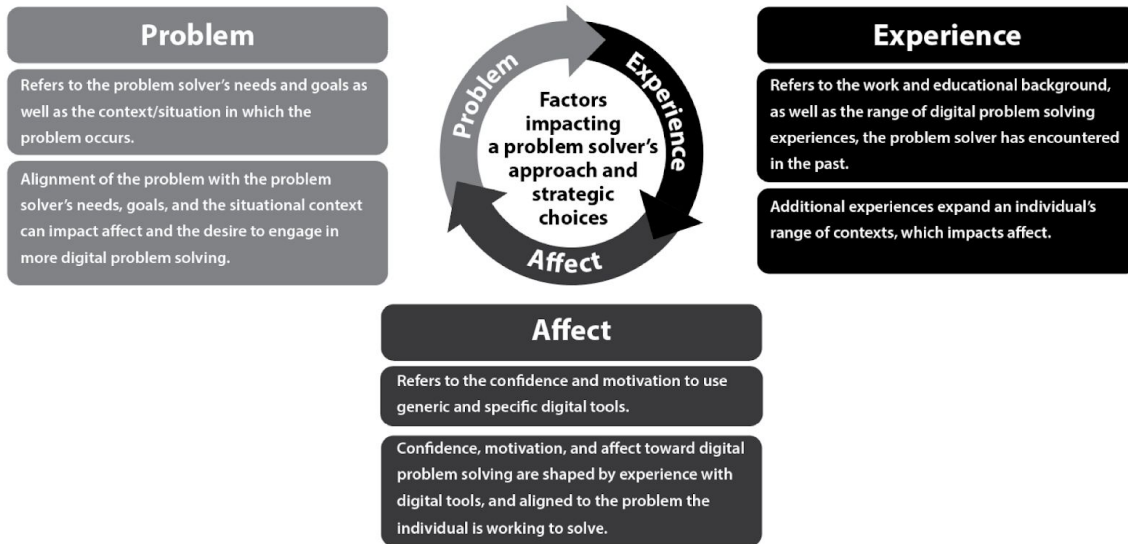 Problem
Refers to the problem solver's needs and goals as
well as the context/situation in which the
problem occurs.
Alignment of the problem with the problem
solver's needs, goals, and the situational context
can impact affect and the desire to engage in
more digital problem solving.
Problem
Experience
Affect
Factors
impacting
a problem solver's
approach and
strategic
choices
Experience
Refers to the work and educational background,
as well as the range of digital problem solving
experiences, the problem solver has encountered
in the past.
Additional experiences expand an individual's
range of contexts, which impacts affect.
Affect
Refers to the confidence and motivation to use
generic and specific digital tools.
Confidence, motivation, and affect toward digital
problem solving are shaped by experience with
digital tools, and aligned to the problem the
individual is working to solve.